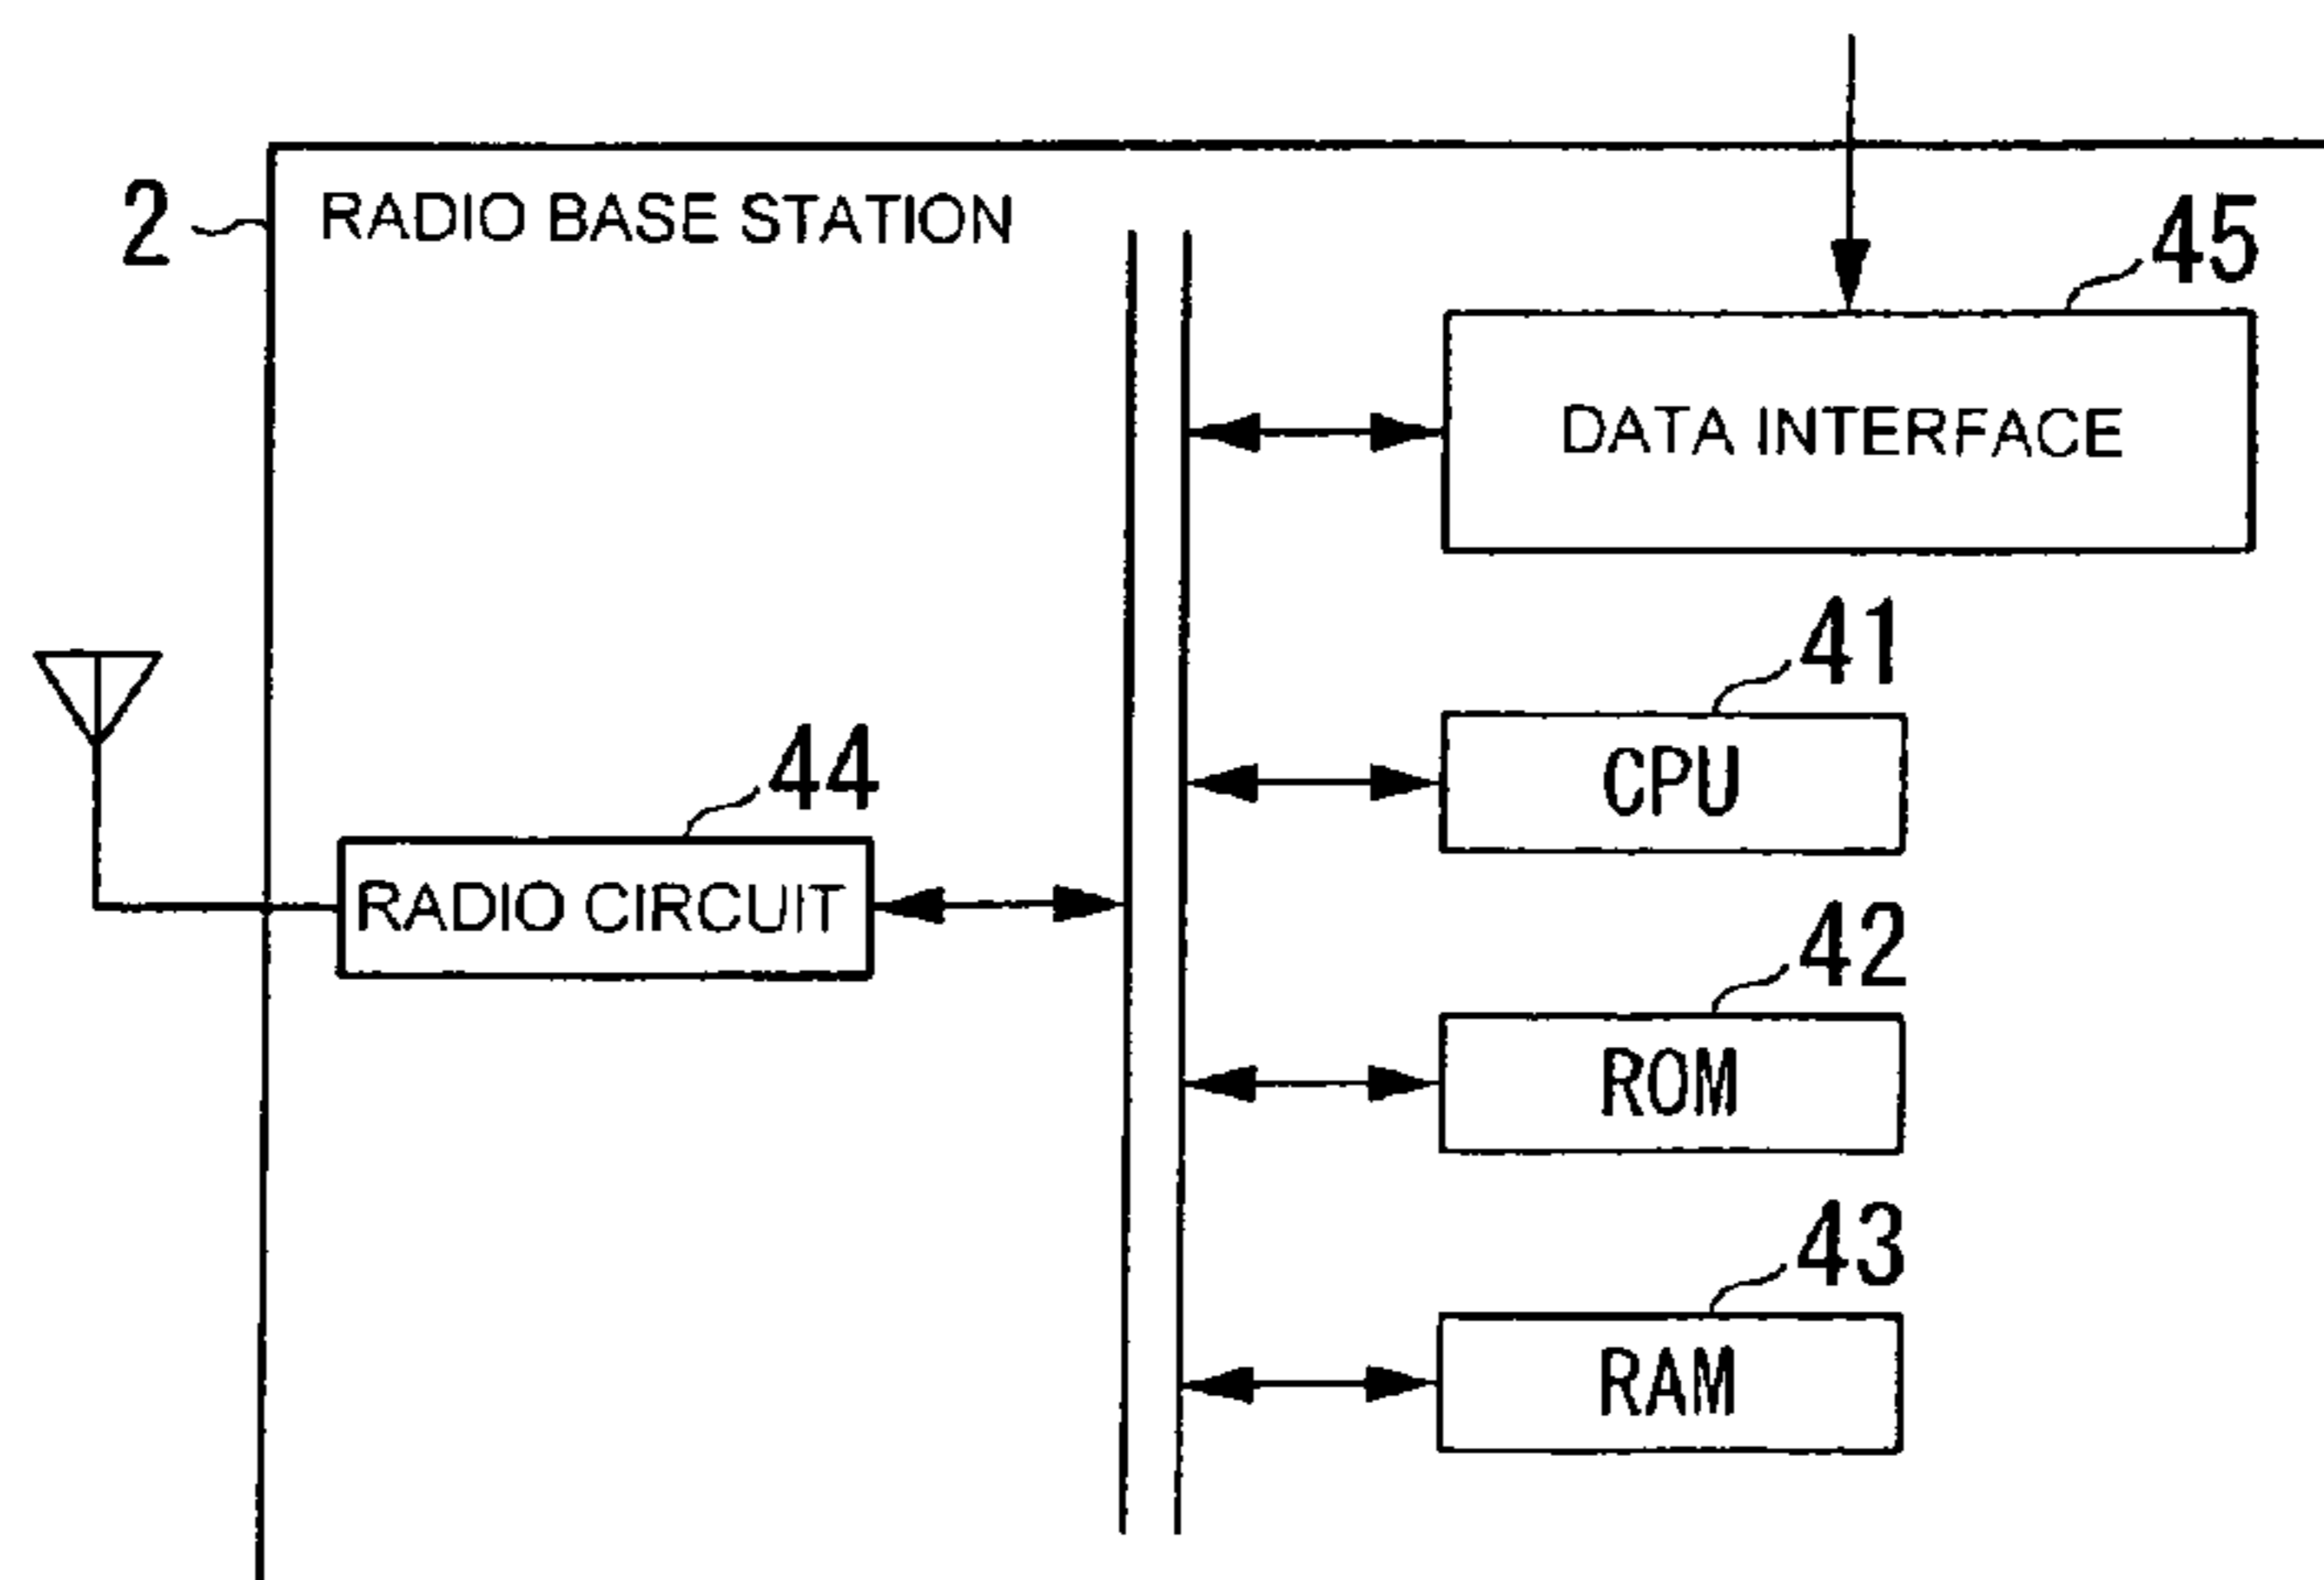 2
RADIO BASE STATION
45
DATA INTERFACE
41
CPU
44
RADIO CIRCUIT
42
ROM
43
RAM